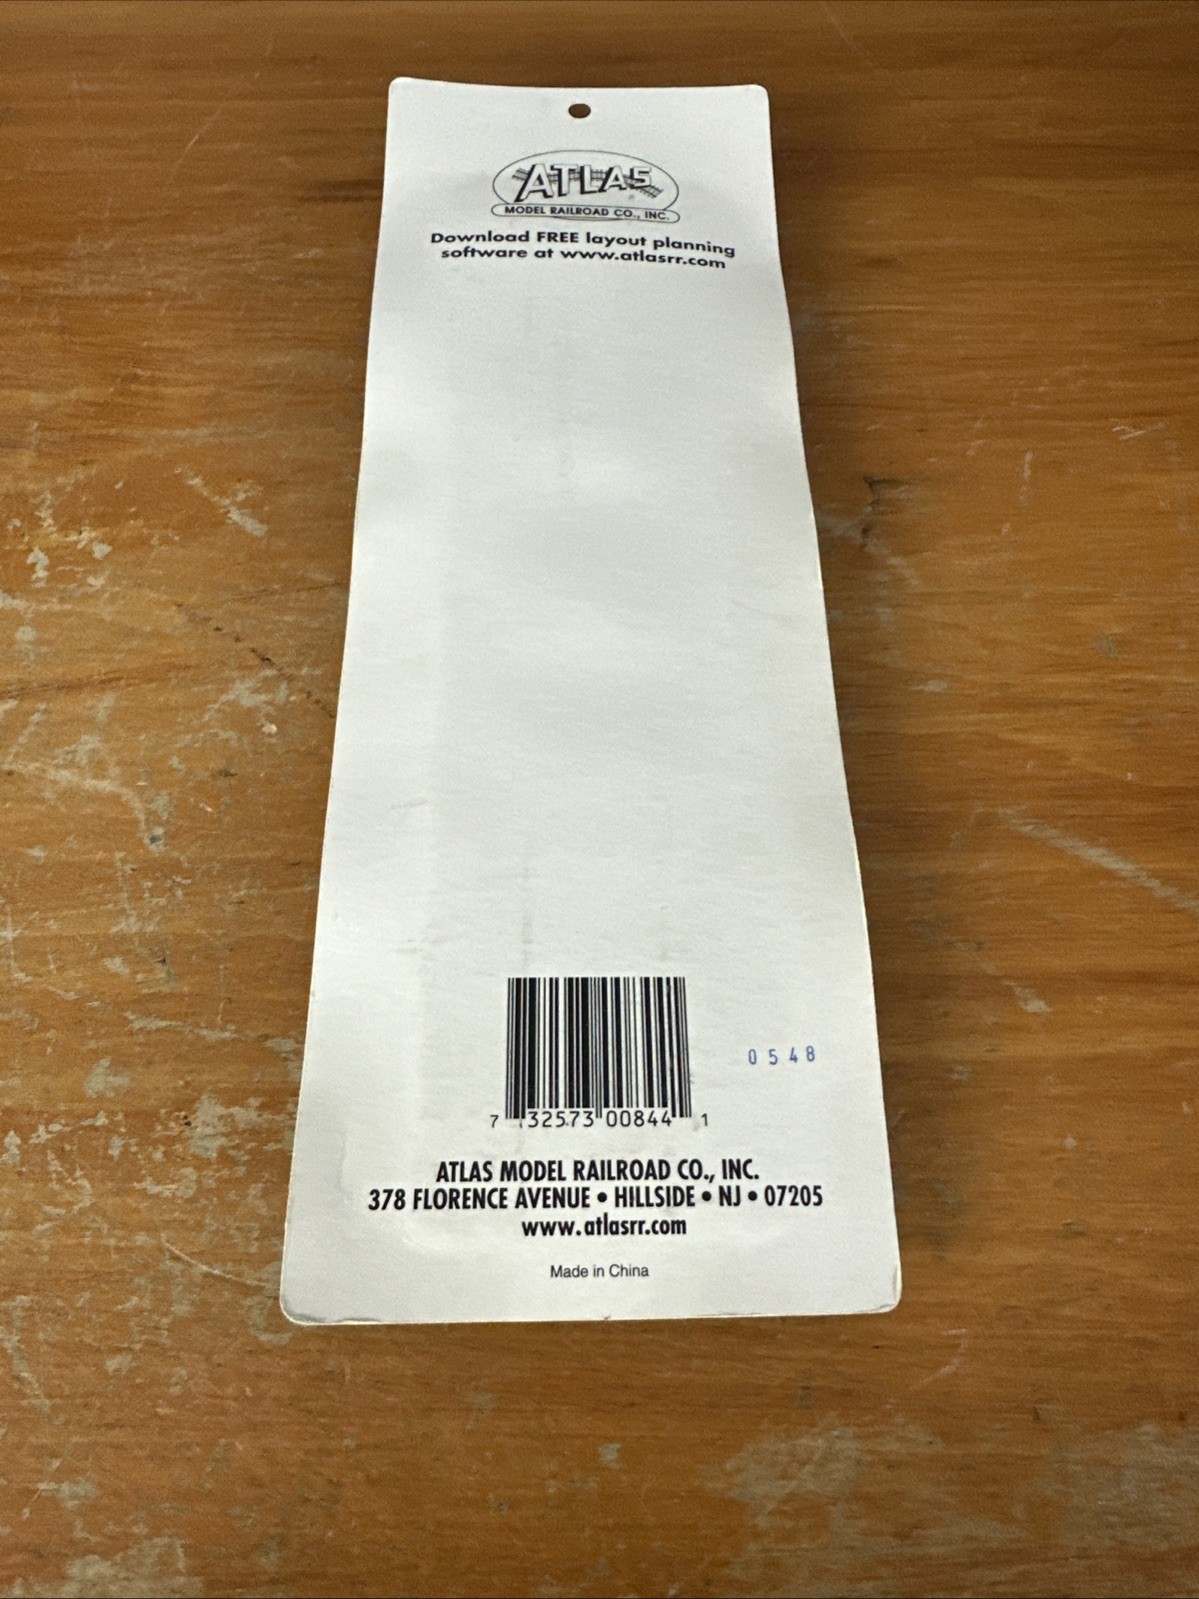 ATLAS
MODEL RAILROAD CO., INC.
Download FREE layout planning
software at www.atlasrr.com
0548
7 32573 00844 1
ATLAS MODEL RAILROAD CO., INC.
378 FLORENCE AVENUE • HILLSIDE • NJ • 07205
www.atlasrr.com
Made in China